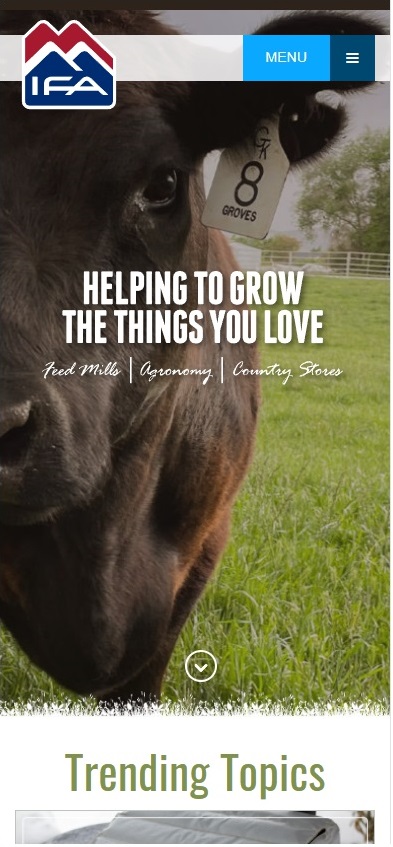 IFA
MENU
GK
8
GROVES
HELPING TO GROW
THE THINGS YOU LOVE
Feed Mills | Agronomy | Country Stores
Trending Topics